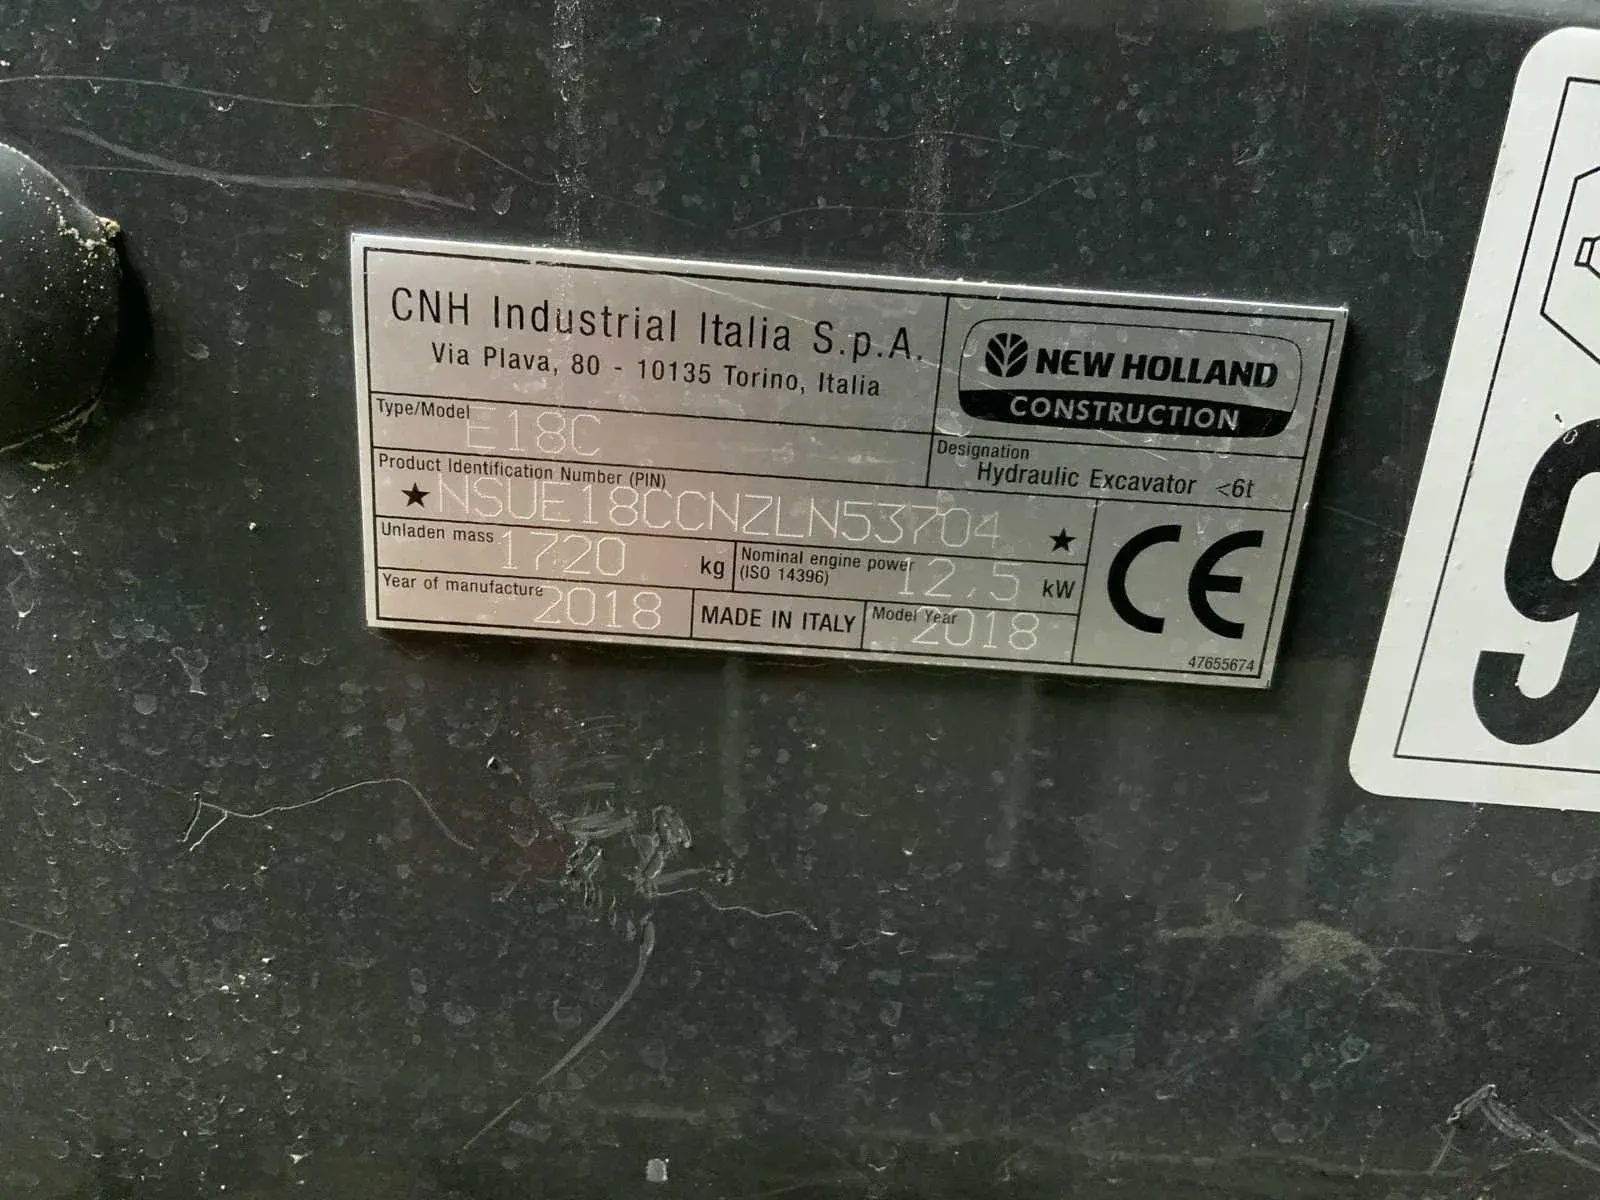 CNH Industrial Italia S.p.A.
Via Plava, 80 - 10135 Torino, Italia
NEW HOLLAND
CONSTRUCTION
Type/Model E18C
Designation
Hydraulic Excavator <6t
Product Identification Number (PIN)
★NSUE18CCNZLN53704 ★
Unladen mass 1720 kg
Nominal engine power
(ISO 14396) 12,5 kW
CE
Year of manufacture 2018
MADE IN ITALY
Model Year 2018
47655674
9